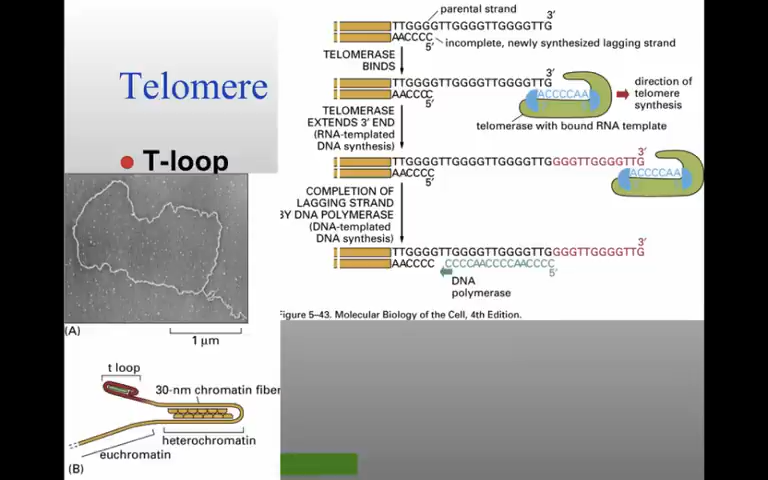 Telomere
• T-loop
(A)
1 µm
t loop
30-nm chromatin fiber
heterochromatin
euchromatin
(B)
parental strand
3′
TTGGGGTTGGGGTTGGGGTTG
AACCCC
5′
incomplete, newly synthesized lagging strand
TELOMERASE
BINDS
3′
TTGGGGTTGGGGTTGGGGTTG
AACCCC
5′
ACCCCAA
direction of
telomere
synthesis
telomerase with bound RNA template
TELOMERASE
EXTENDS 3′ END
(RNA-templated
DNA synthesis)
3′
TTGGGGTTGGGGTTGGGGTTGGGGTTGGGGTTG
AACCCC
5′
ACCCCAA
COMPLETION OF
LAGGING STRAND
BY DNA POLYMERASE
(DNA-templated
DNA synthesis)
3′
TTGGGGTTGGGGTTGGGGTTGGGGTTGGGGTTG
AACCCC CCCCAACCCCAACCCC
5′
DNA
polymerase
Figure 5–43. Molecular Biology of the Cell, 4th Edition.